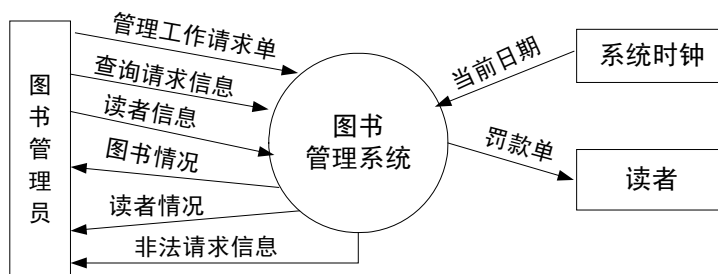 图书管理员
管理工作请求单
查询请求信息
读者信息
图书情况
读者情况
非法请求信息
图书
管理系统
当前日期
系统时钟
罚款单
读者